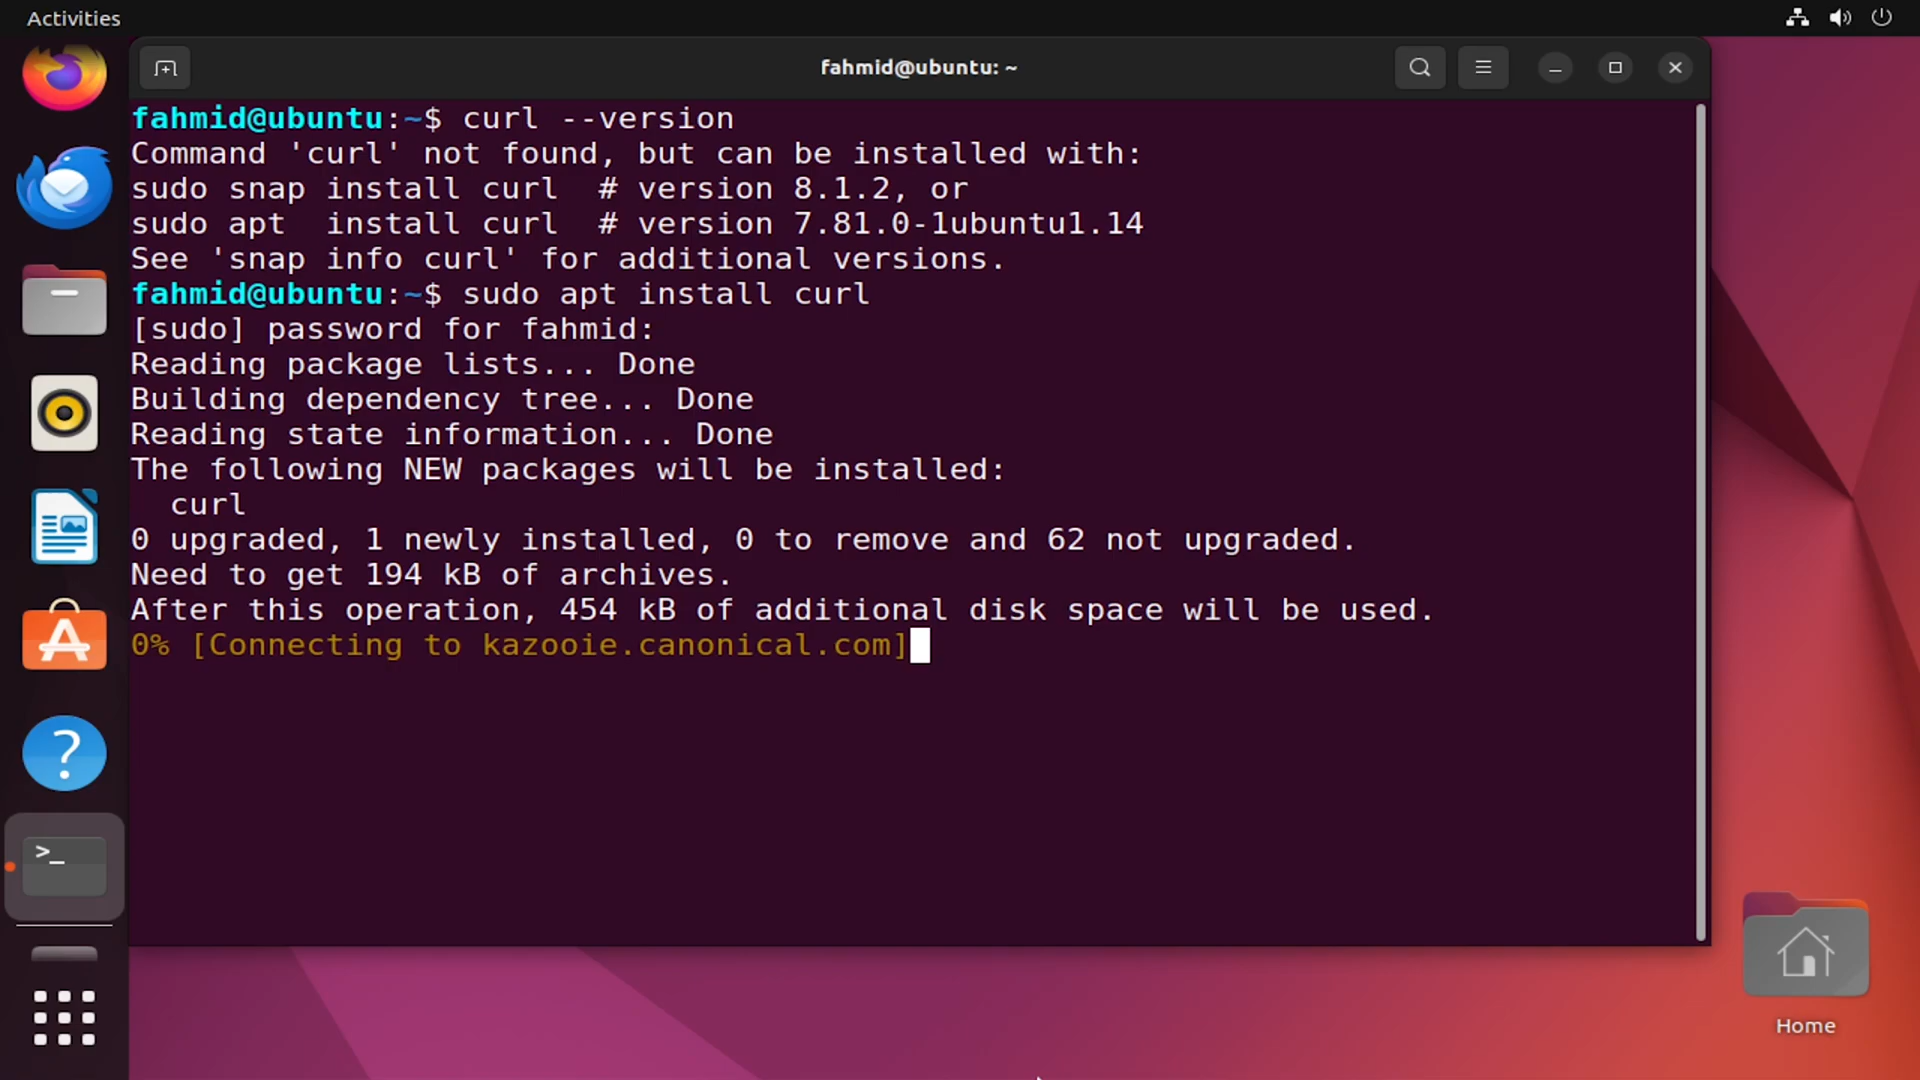 Activities
fahmid@ubuntu: ~
fahmid@ubuntu:~$ curl --version
Command 'curl' not found, but can be installed with:
sudo snap install curl  # version 8.1.2, or
sudo apt  install curl  # version 7.81.0-1ubuntu1.14
See 'snap info curl' for additional versions.
fahmid@ubuntu:~$ sudo apt install curl
[sudo] password for fahmid:
Reading package lists... Done
Building dependency tree... Done
Reading state information... Done
The following NEW packages will be installed:
  curl
0 upgraded, 1 newly installed, 0 to remove and 62 not upgraded.
Need to get 194 kB of archives.
After this operation, 454 kB of additional disk space will be used.
0% [Connecting to kazooie.canonical.com]
Home